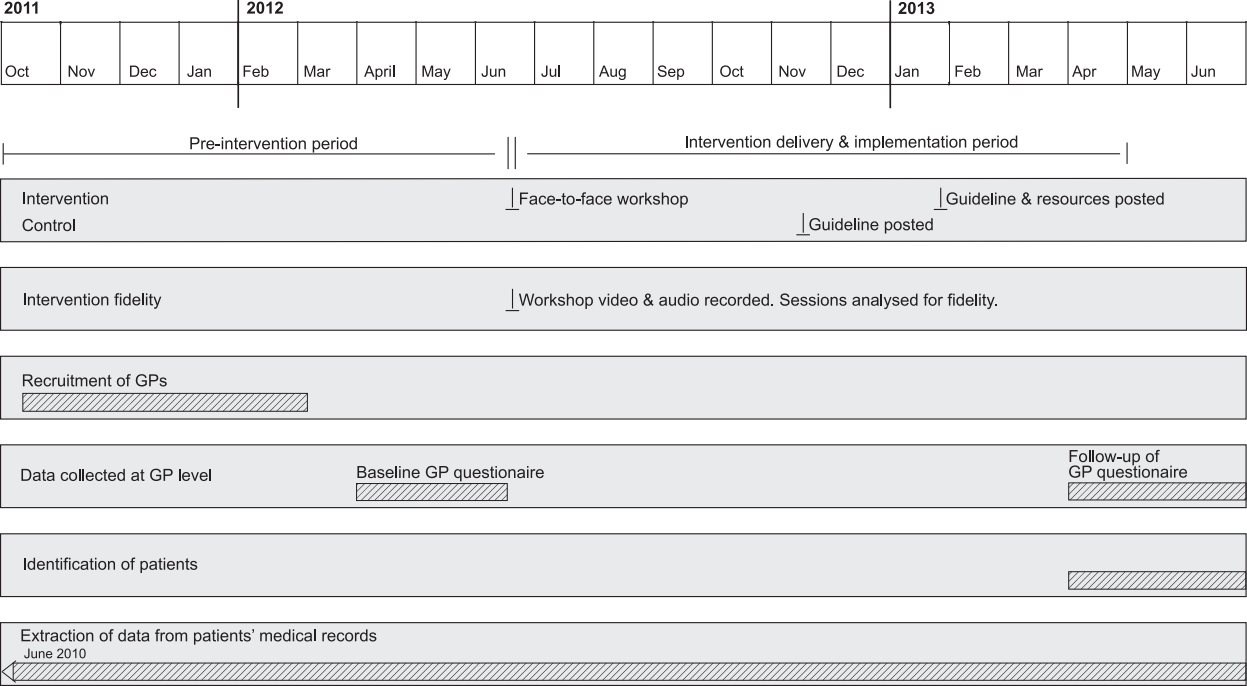 2011 2012 2013
Oct Nov Dec Jan Feb Mar April May Jun Jul Aug Sep Oct Nov Dec Jan Feb Mar Apr May Jun
Pre-intervention period Intervention delivery & implementation period
Intervention Face-to-face workshop Guideline & resources posted
Control Guideline posted
Intervention fidelity Workshop video & audio recorded. Sessions analysed for fidelity.
Recruitment of GPs
Data collected at GP level Baseline GP questionaire Follow-up of
GP questionaire
Identification of patients
Extraction of data from patients’ medical records
June 2010